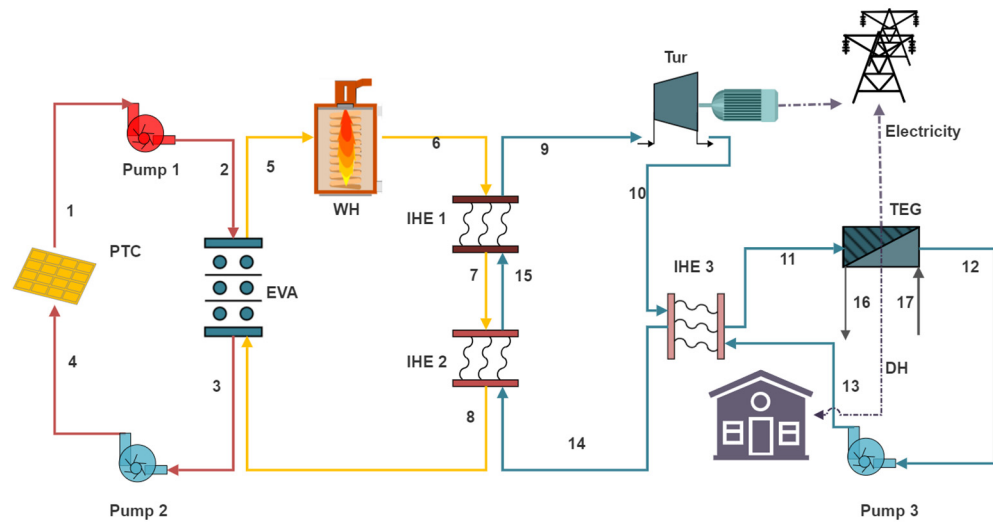 Tur
Electricity
Pump 1
2
5
6
9
WH
10
1
IHE 1
TEG
PTC
7
15
IHE 3
11
12
EVA
16
17
4
3
IHE 2
DH
13
8
14
Pump 2
Pump 3